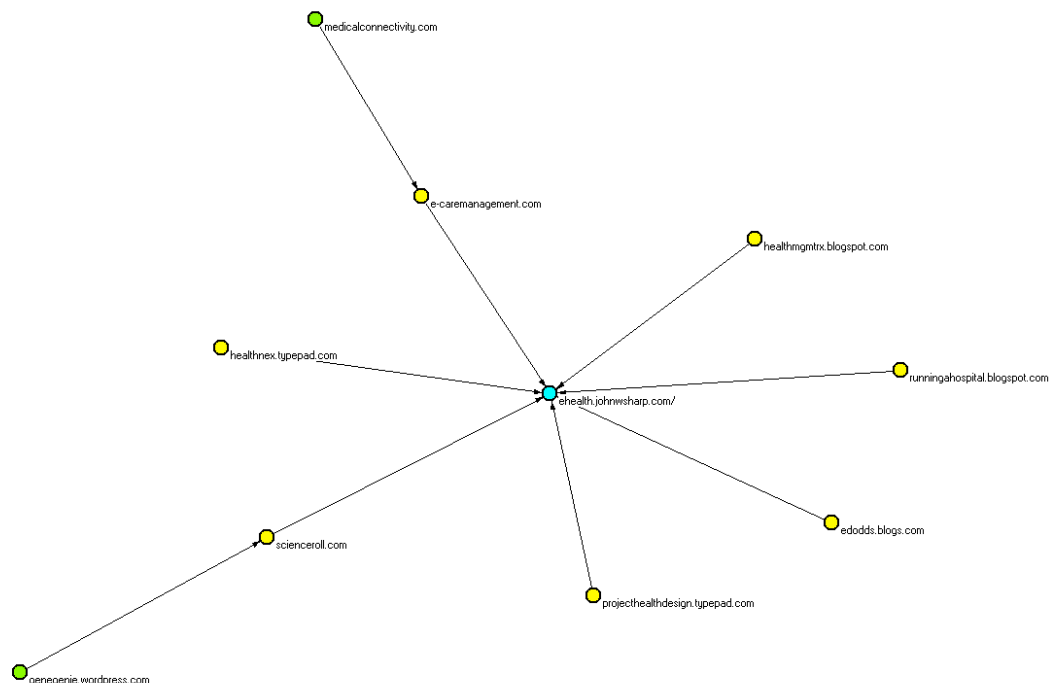 medicalconnectivity.com
e-caremanagement.com
healthmgmtrx.blogspot.com
healthnex.typepad.com
runningahospital.blogspot.com
ehealth.johnwsharp.com/
edodds.blogs.com
scienceroll.com
projecthealthdesign.typepad.com
genegenie.wordpress.com